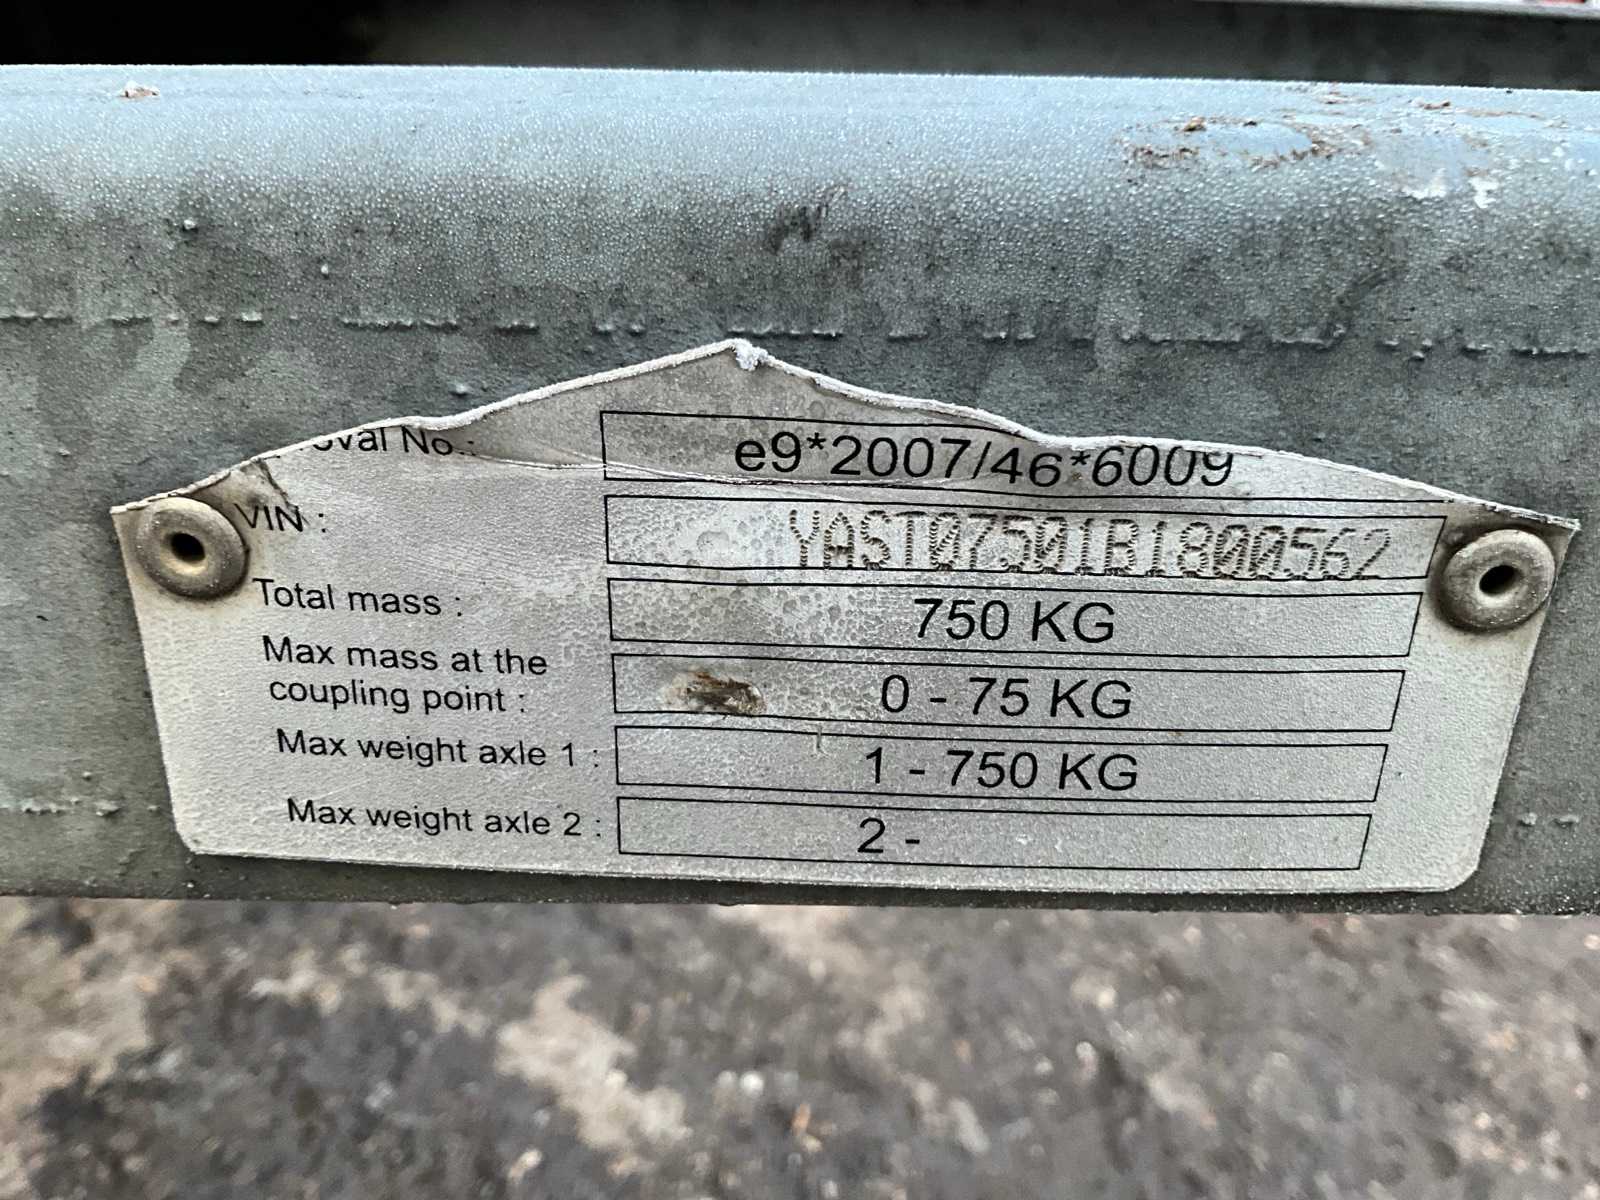 oval No.: e9*2007/46*6009
VIN : YAST07501B1800562
Total mass : 750 KG
Max mass at the
coupling point : 0 - 75 KG
Max weight axle 1 : 1 - 750 KG
Max weight axle 2 : 2 -